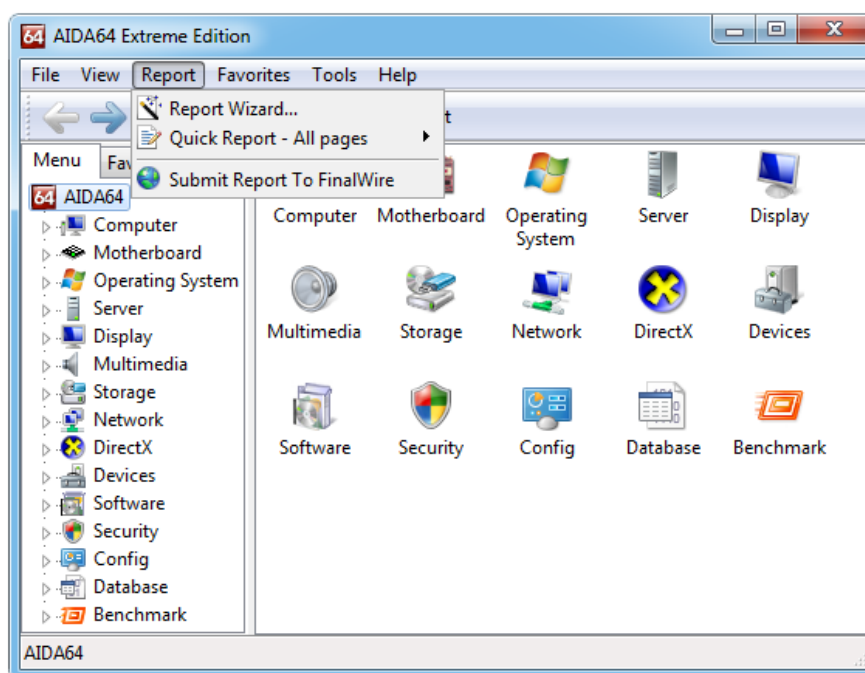 64 AIDA64 Extreme Edition
File View Report Favorites Tools Help
Report Wizard...
Quick Report - All pages
Submit Report To FinalWire
Menu
64 AIDA64
Computer
Motherboard
Operating System
Server
Display
Multimedia
Storage
Network
DirectX
Devices
Software
Security
Config
Database
Benchmark
Computer Motherboard Operating Server Display
System
Multimedia Storage Network DirectX Devices
Software Security Config Database Benchmark
AIDA64